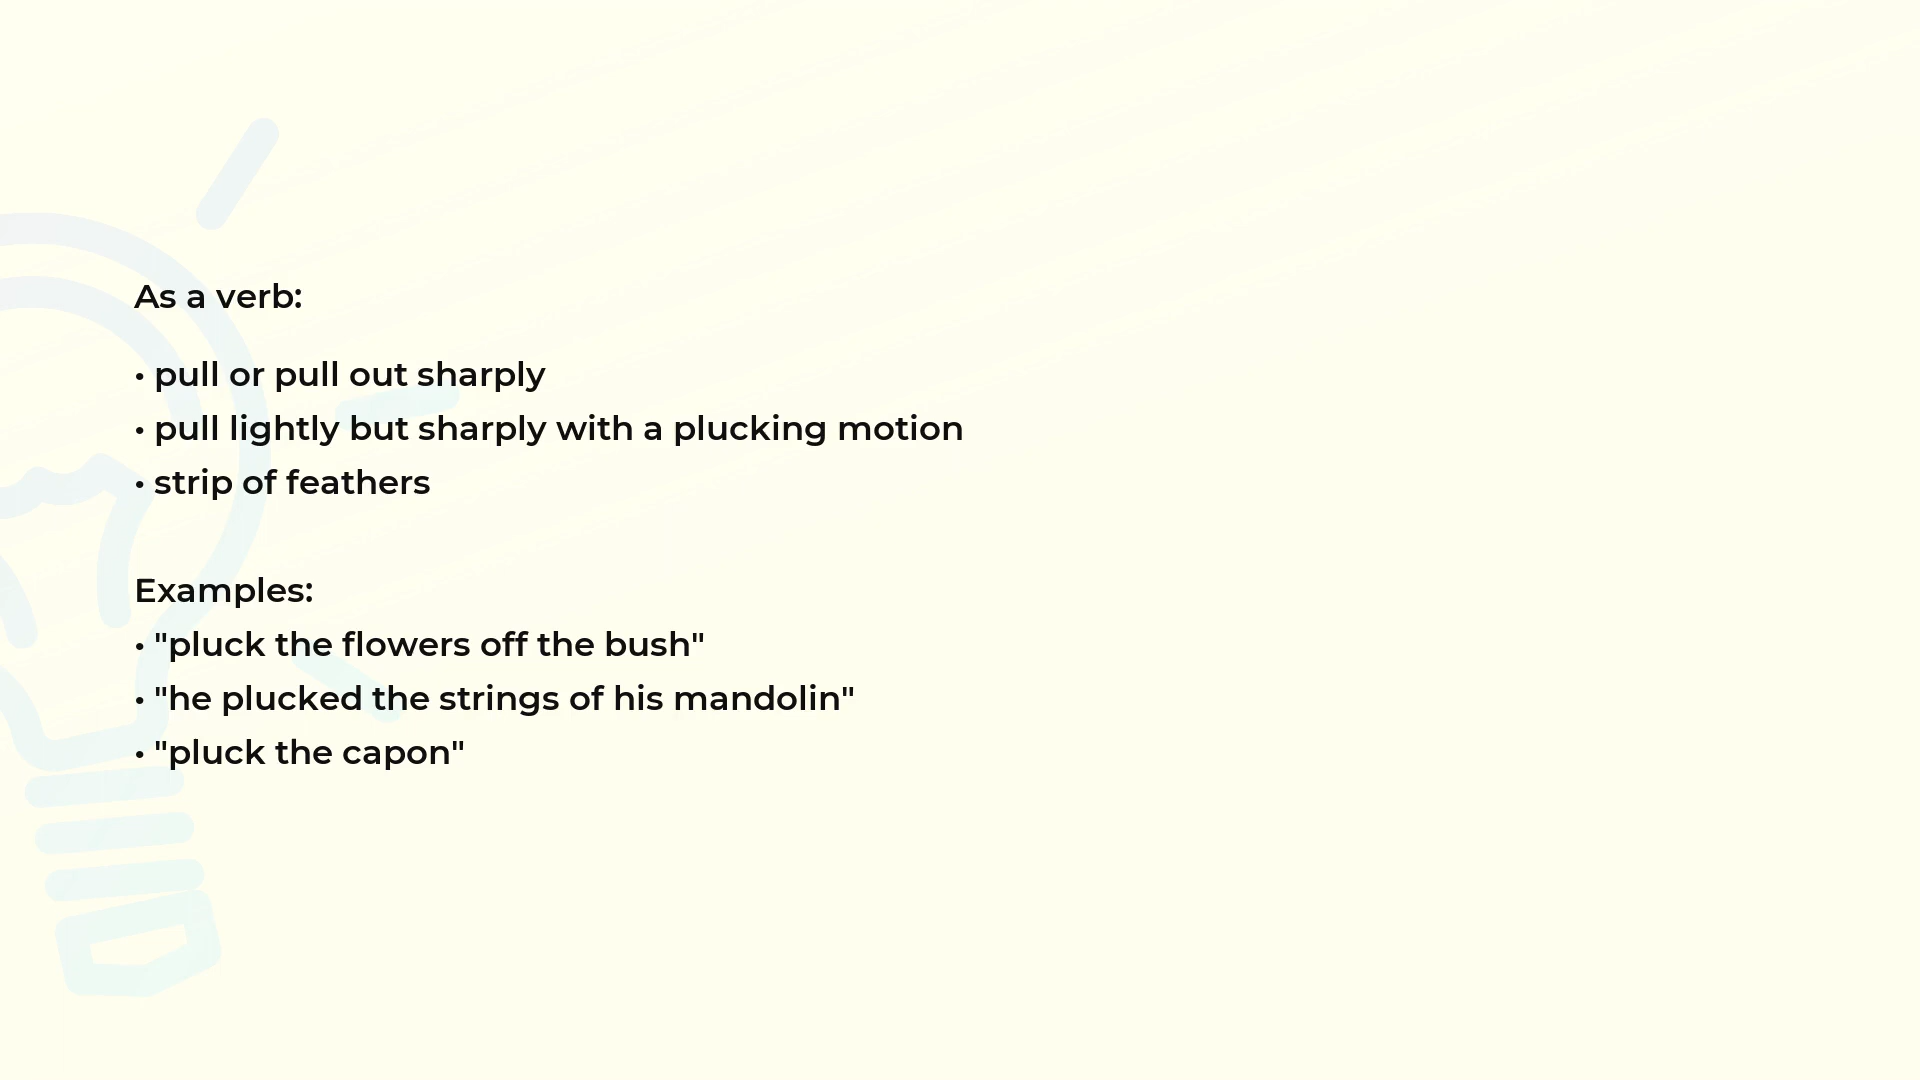 As a verb:
• pull or pull out sharply
• pull lightly but sharply with a plucking motion
• strip of feathers
Examples:
• "pluck the flowers off the bush"
• "he plucked the strings of his mandolin"
• "pluck the capon"